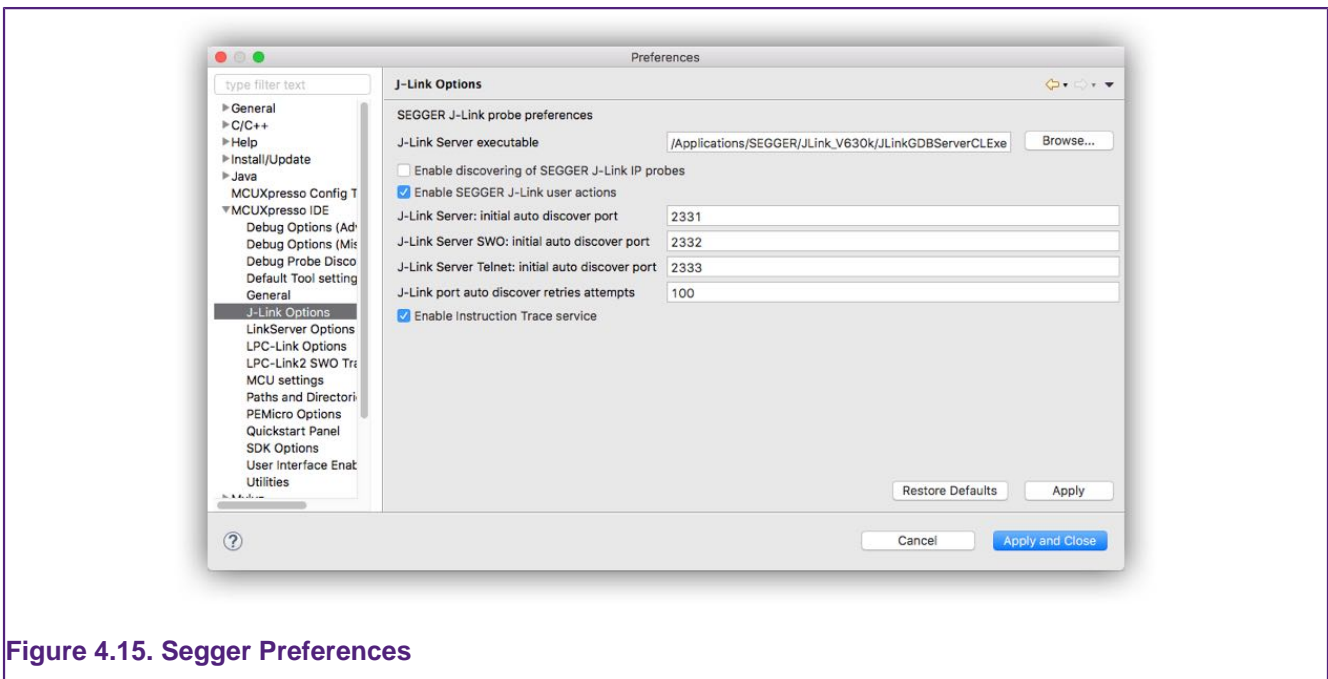 Preferences
type filter text
J-Link Options
General
C/C++
Help
Install/Update
Java
MCUXpresso Config T
MCUXpresso IDE
Debug Options (Ad
Debug Options (Mis
Debug Probe Disco
Default Tool setting
General
J-Link Options
LinkServer Options
LPC-Link Options
LPC-Link2 SWO Tra
MCU settings
Paths and Directori
PEMicro Options
Quickstart Panel
SDK Options
User Interface Enab
Utilities
SEGGER J-Link probe preferences
J-Link Server executable /Applications/SEGGER/JLink_V630k/JLinkGDBServerCLExe Browse...
Enable discovering of SEGGER J-Link IP probes
Enable SEGGER J-Link user actions
J-Link Server: initial auto discover port 2331
J-Link Server SWO: initial auto discover port 2332
J-Link Server Telnet: initial auto discover port 2333
J-Link port auto discover retries attempts 100
Enable Instruction Trace service
Restore Defaults Apply
? Cancel Apply and Close
Figure 4.15. Segger Preferences